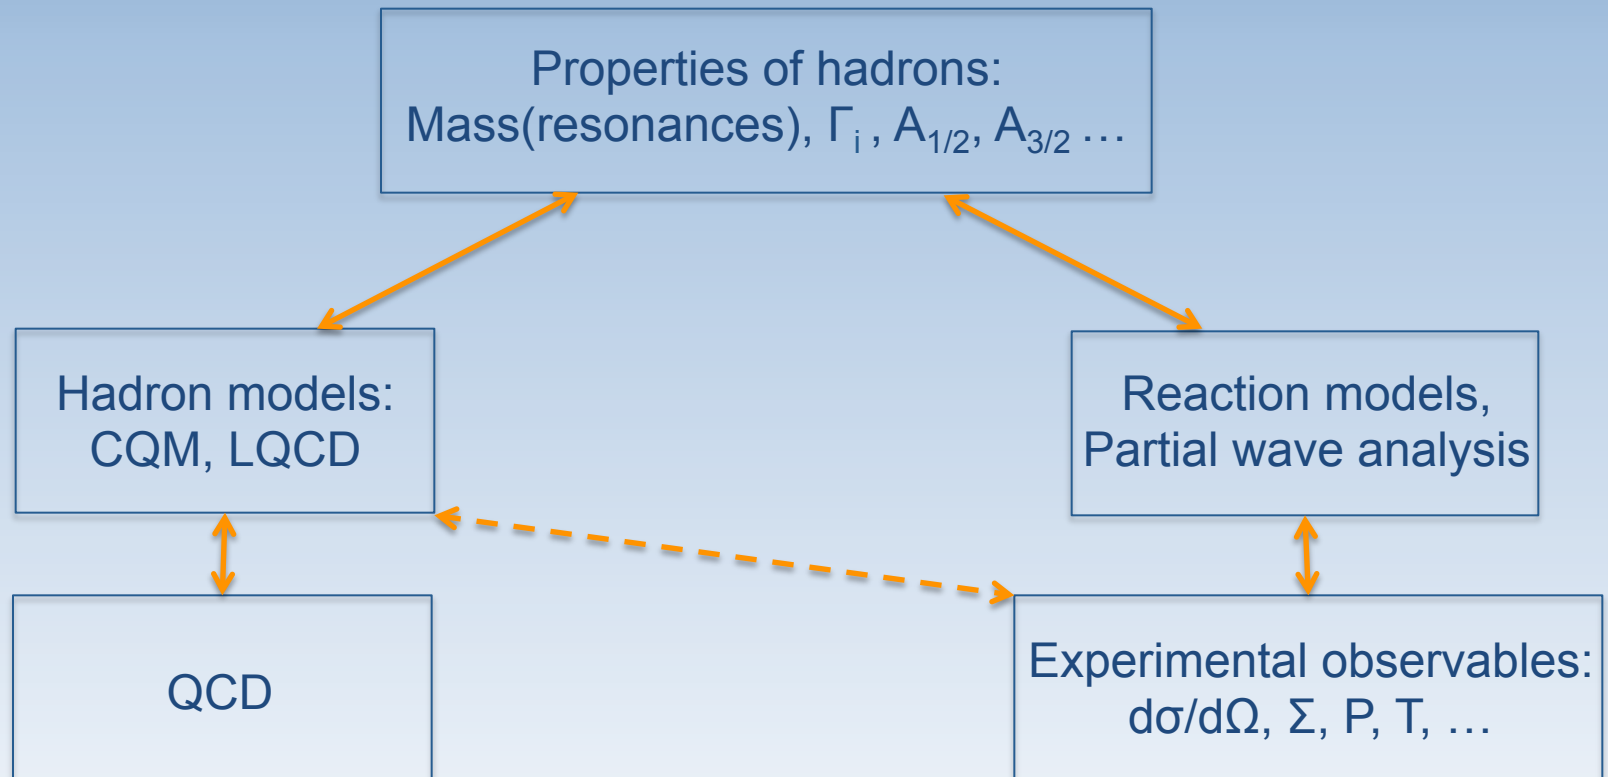 Properties of hadrons:
Mass(resonances), Γi , A1/2, A3/2 …
Hadron models:
CQM, LQCD
Reaction models,
Partial wave analysis
QCD
Experimental observables:
dσ/dΩ, Σ, P, T, …